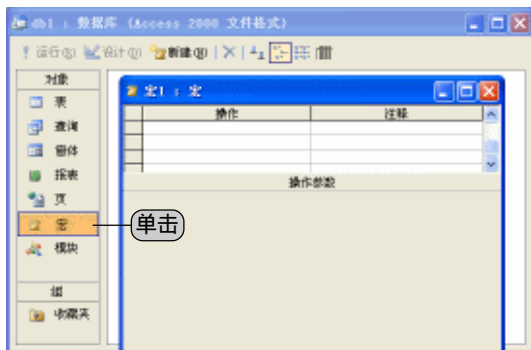 db1 : 数据库 (Access 2000 文件格式)
运行(R) 设计(D) 新建(N)
对象
表
查询
窗体
报表
页
宏
模块
组
收藏夹
宏1 : 宏
操作 注释
操作参数
单击